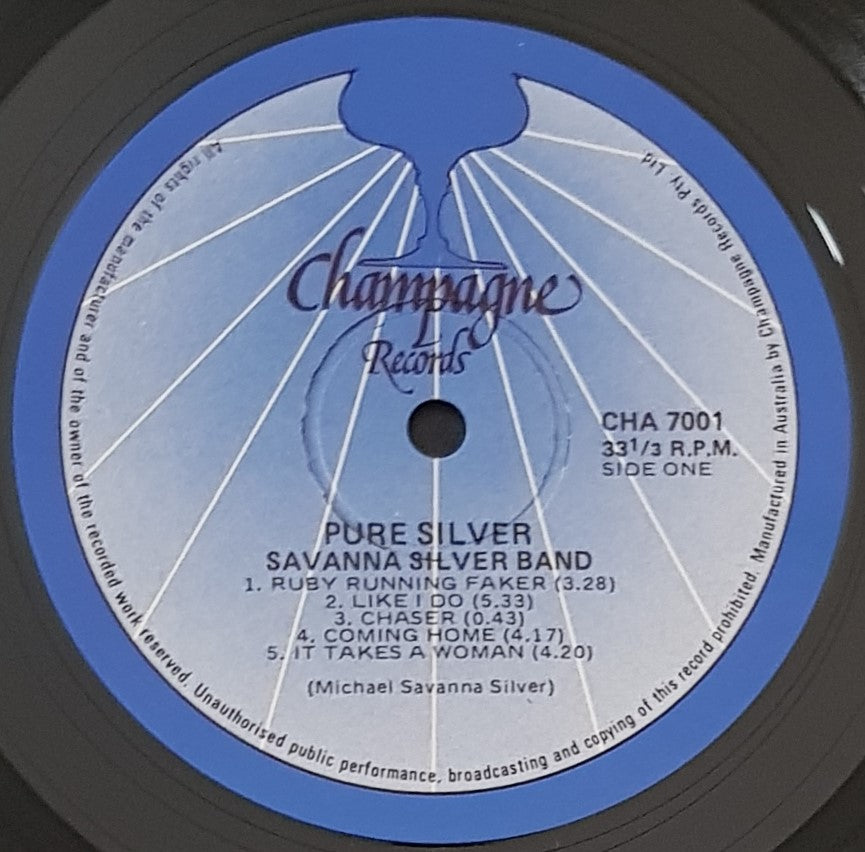 Champagne
Records
CHA 7001
33 1/3 R.P.M.
SIDE ONE
PURE SILVER
SAVANNA SILVER BAND
1. RUBY RUNNING FAKER (3.28)
2. LIKE I DO (5.33)
3. CHASER (0.43)
4. COMING HOME (4.17)
5. IT TAKES A WOMAN (4.20)
(Michael Savanna Silver)
All rights of the manufacturer and of the owner of the recorded work reserved. Unauthorised public performance, broadcasting and copying of this record prohibited. Manufactured in Australia by Champagne Records Pty Ltd.